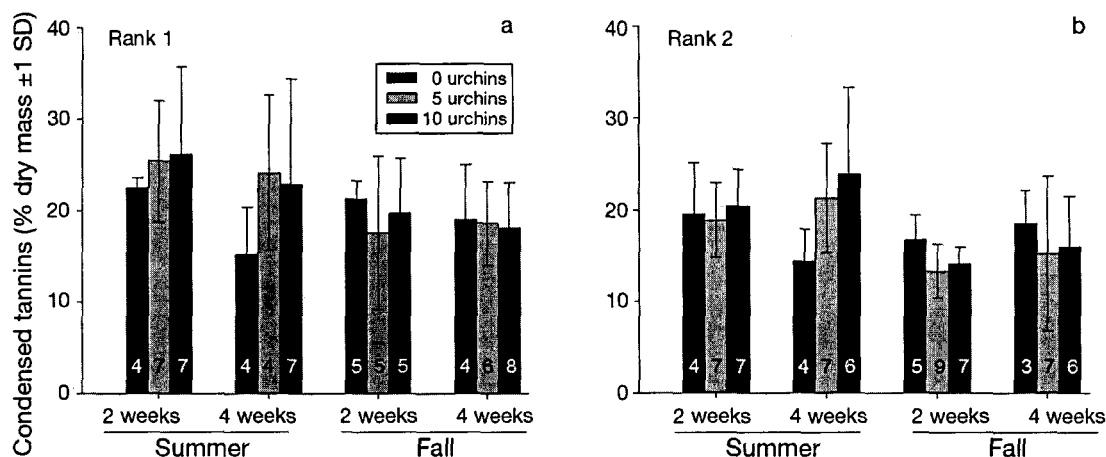 Condensed tannins (% dry mass ±1 SD)
40
30
20
10
0
Rank 1
a
0 urchins
5 urchins
10 urchins
4 7 7
4 4 7
5 5 5
4 6 8
2 weeks 4 weeks 2 weeks 4 weeks
Summer Fall
40
30
20
10
0
Rank 2
b
4 7 7
4 7 6
5 9 7
3 7 6
2 weeks 4 weeks 2 weeks 4 weeks
Summer Fall